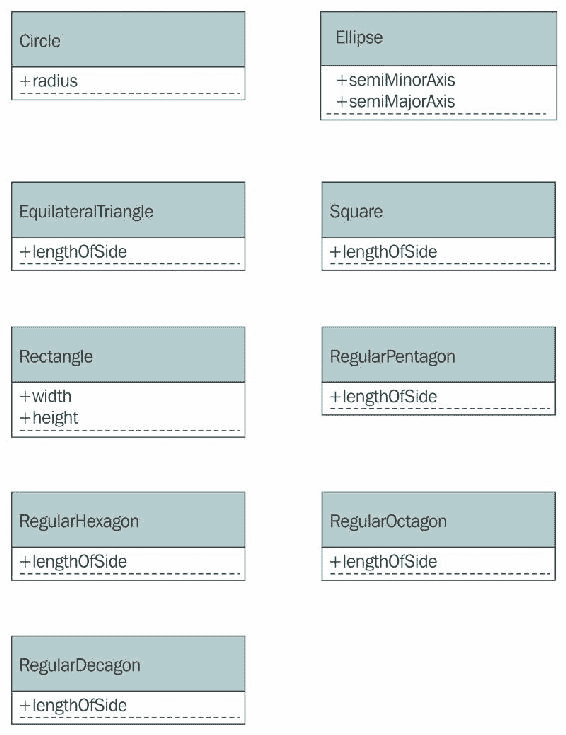 Circle
+radius
Ellipse
+semiMinorAxis
+semiMajorAxis
EquilateralTriangle
+lengthOfSide
Square
+lengthOfSide
Rectangle
+width
+height
RegularPentagon
+lengthOfSide
RegularHexagon
+lengthOfSide
RegularOctagon
+lengthOfSide
RegularDecagon
+lengthOfSide